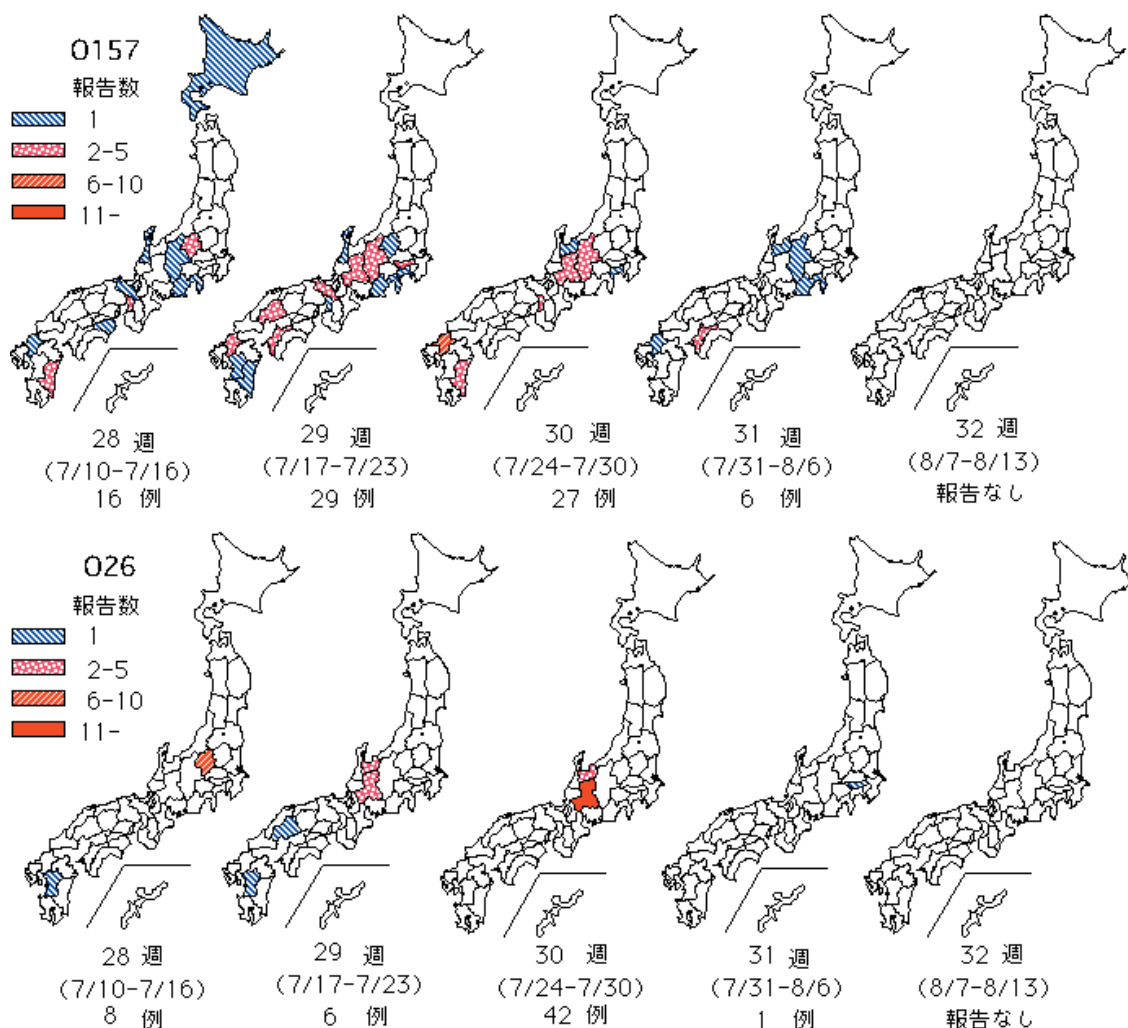 O157
報告数
1
2-5
6-10
11-
28 週
(7/10-7/16)
16 例
29 週
(7/17-7/23)
29 例
30 週
(7/24-7/30)
27 例
31 週
(7/31-8/6)
6 例
32 週
(8/7-8/13)
報告なし
O26
報告数
1
2-5
6-10
11-
28 週
(7/10-7/16)
8 例
29 週
(7/17-7/23)
6 例
30 週
(7/24-7/30)
42 例
31 週
(7/31-8/6)
1 例
32 週
(8/7-8/13)
報告なし